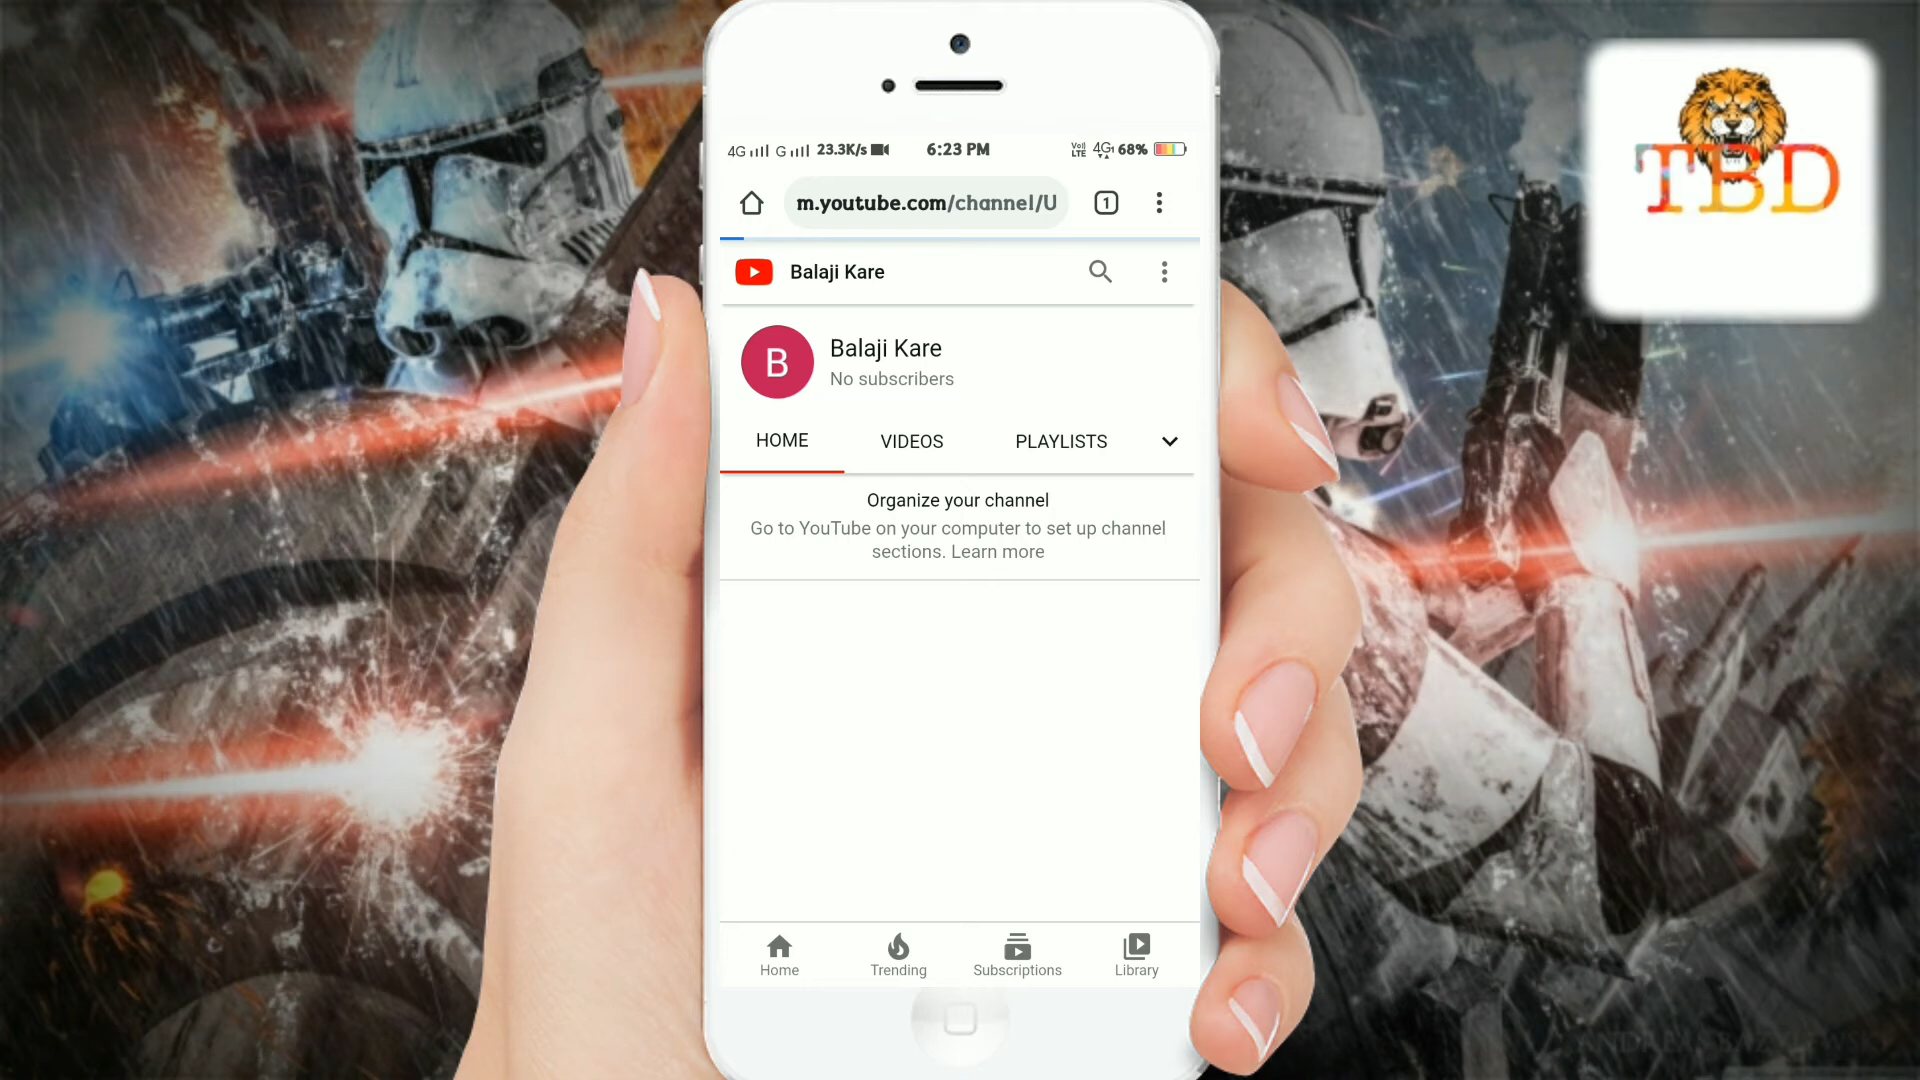 TBD
4G G 23.3K/s 6:23 PM VoI) LTE 4G 68%
m.youtube.com/channel/U 1
Balaji Kare
B
Balaji Kare
No subscribers
HOME VIDEOS PLAYLISTS
Organize your channel
Go to YouTube on your computer to set up channel
sections. Learn more
Home Trending Subscriptions Library